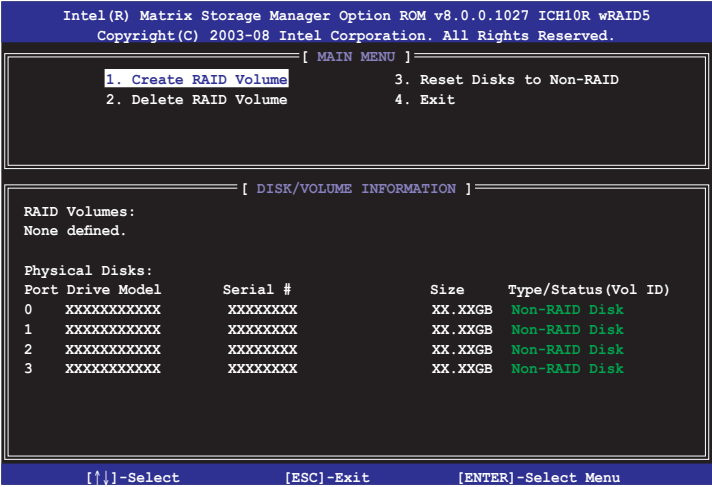 Intel(R) Matrix Storage Manager Option ROM v8.0.0.1027 ICH10R wRAID5
Copyright(C) 2003-08 Intel Corporation. All Rights Reserved.
[ MAIN MENU ]
1. Create RAID Volume 3. Reset Disks to Non-RAID
2. Delete RAID Volume 4. Exit
[ DISK/VOLUME INFORMATION ]
RAID Volumes:
None defined.
Physical Disks:
Port Drive Model Serial # Size Type/Status(Vol ID)
0 XXXXXXXXXXX XXXXXXXX XX.XXGB Non-RAID Disk
1 XXXXXXXXXXX XXXXXXXX XX.XXGB Non-RAID Disk
2 XXXXXXXXXXX XXXXXXXX XX.XXGB Non-RAID Disk
3 XXXXXXXXXXX XXXXXXXX XX.XXGB Non-RAID Disk
[↑↓]-Select [ESC]-Exit [ENTER]-Select Menu